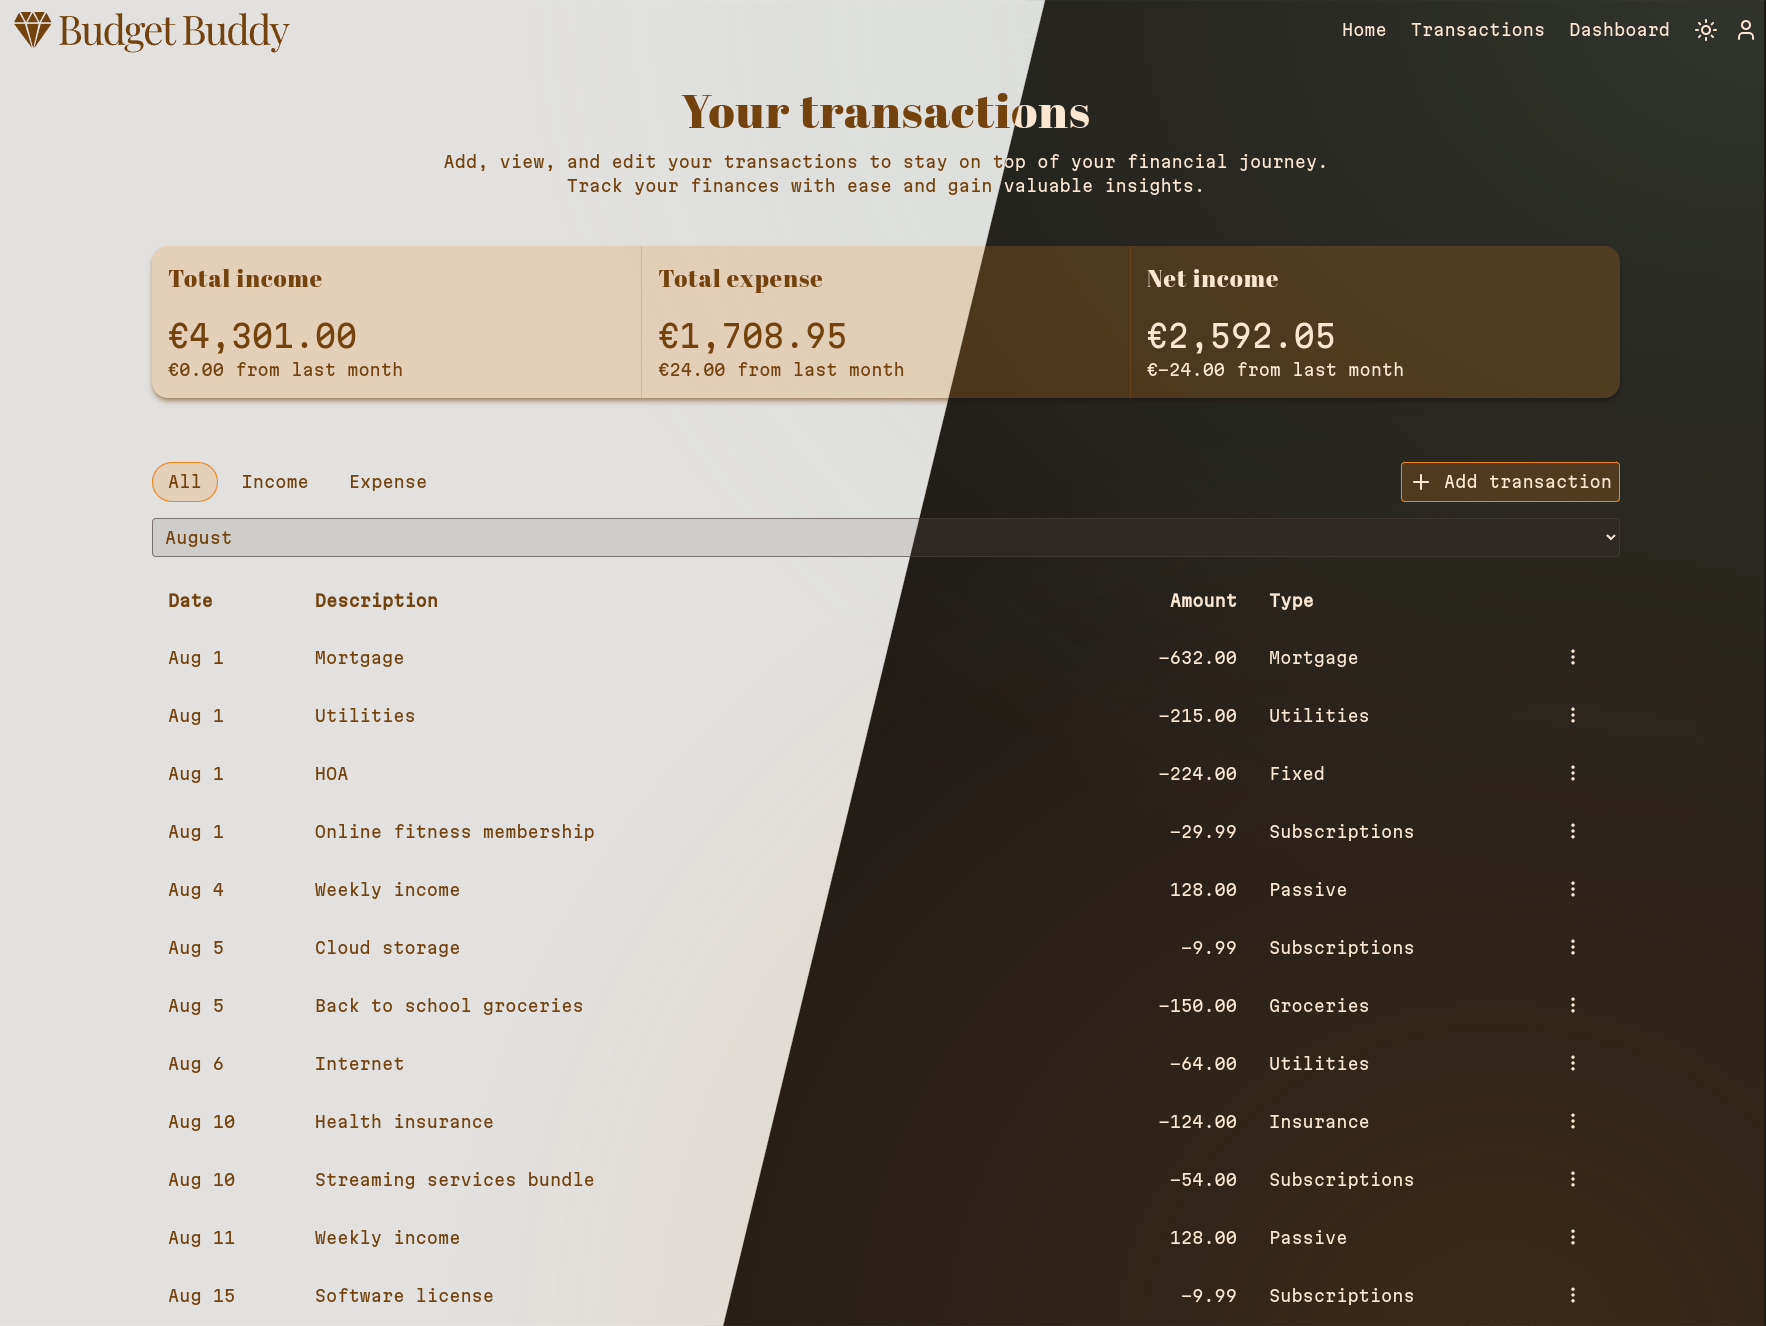 Budget Buddy
Home Transactions Dashboard
Your transactions
Add, view, and edit your transactions to stay on top of your financial journey.
Track your finances with ease and gain valuable insights.
Total income Total expense Net income
€4,301.00 €1,708.95 €2,592.05
€0.00 from last month €24.00 from last month €-24.00 from last month
All Income Expense + Add transaction
August
Date Description Amount Type
Aug 1 Mortgage -632.00 Mortgage
Aug 1 Utilities -215.00 Utilities
Aug 1 HOA -224.00 Fixed
Aug 1 Online fitness membership -29.99 Subscriptions
Aug 4 Weekly income 128.00 Passive
Aug 5 Cloud storage -9.99 Subscriptions
Aug 5 Back to school groceries -150.00 Groceries
Aug 6 Internet -64.00 Utilities
Aug 10 Health insurance -124.00 Insurance
Aug 10 Streaming services bundle -54.00 Subscriptions
Aug 11 Weekly income 128.00 Passive
Aug 15 Software license -9.99 Subscriptions